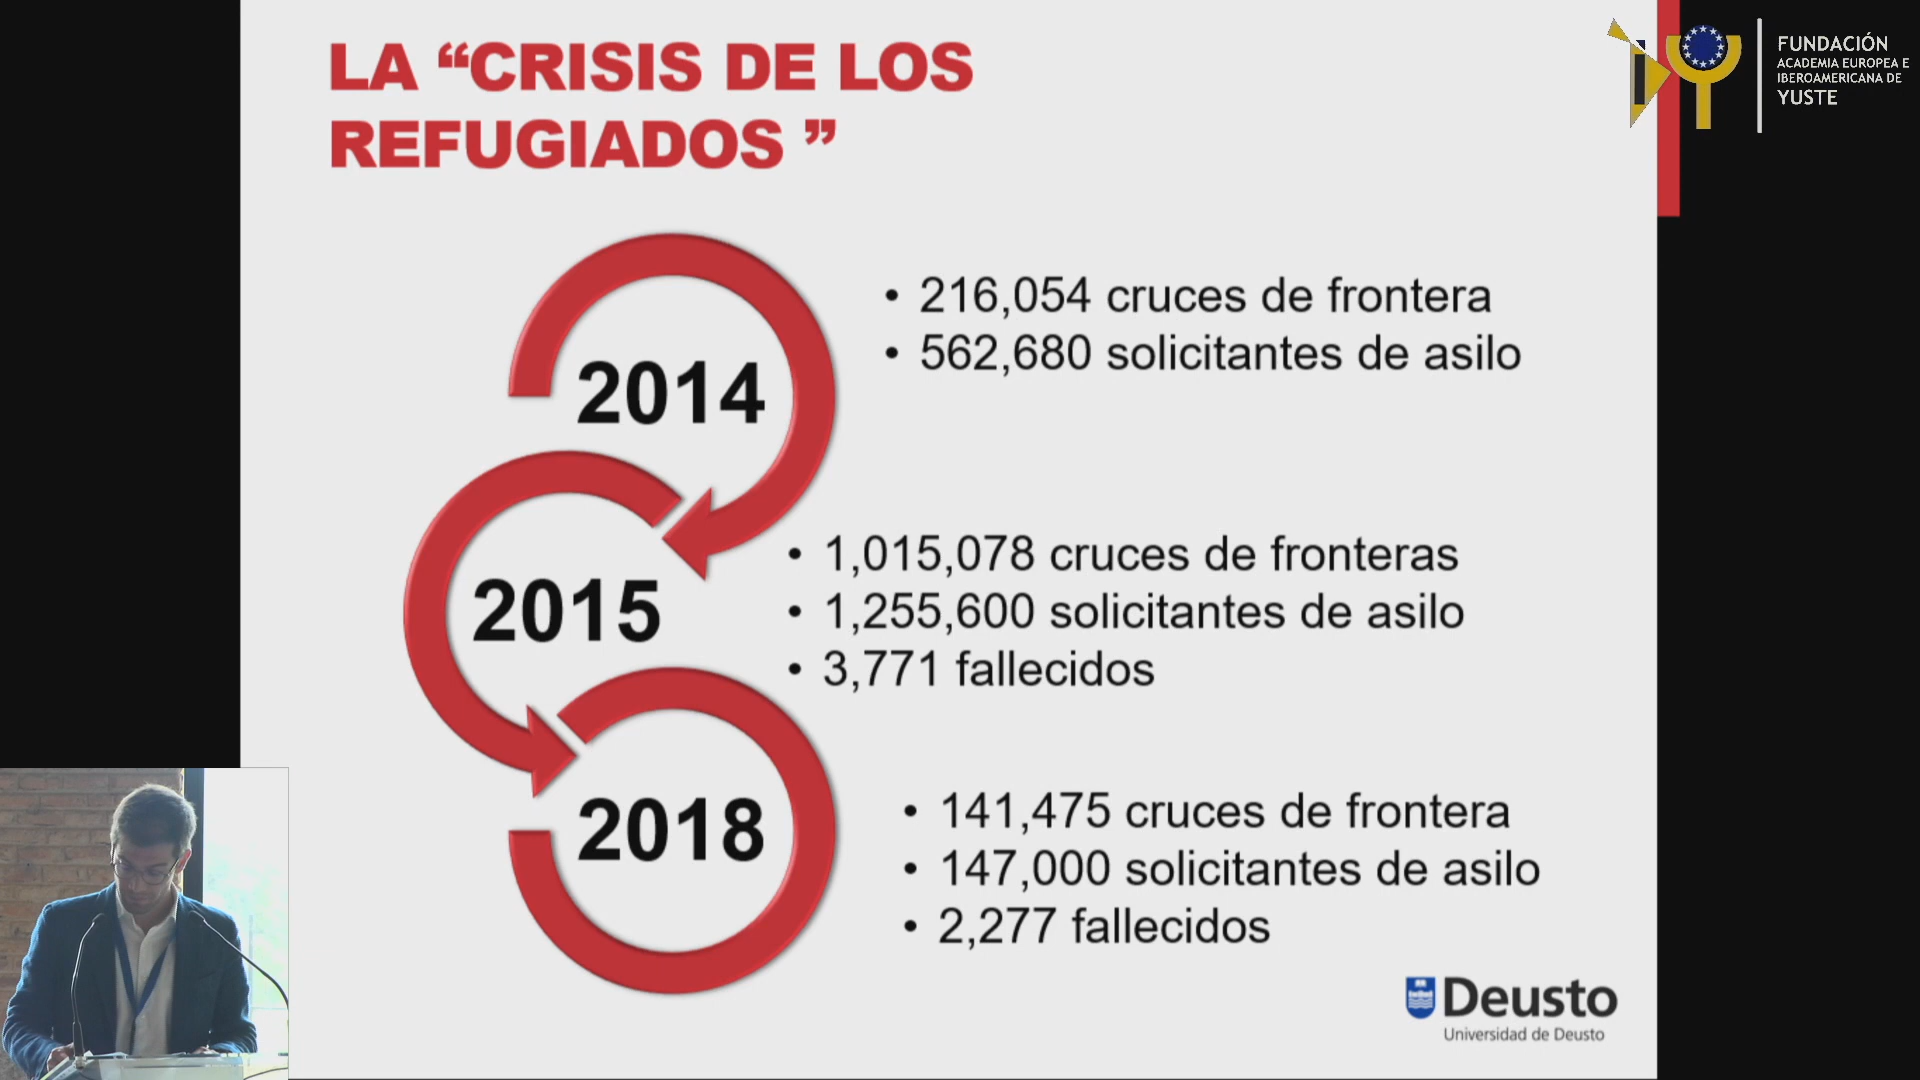 LA “CRISIS DE LOS
REFUGIADOS ”
FUNDACIÓN
ACADEMIA EUROPEA E
IBEROAMERICANA DE
YUSTE
2014
• 216,054 cruces de frontera
• 562,680 solicitantes de asilo
2015
• 1,015,078 cruces de fronteras
• 1,255,600 solicitantes de asilo
• 3,771 fallecidos
2018
• 141,475 cruces de frontera
• 147,000 solicitantes de asilo
• 2,277 fallecidos
Deusto
Universidad de Deusto